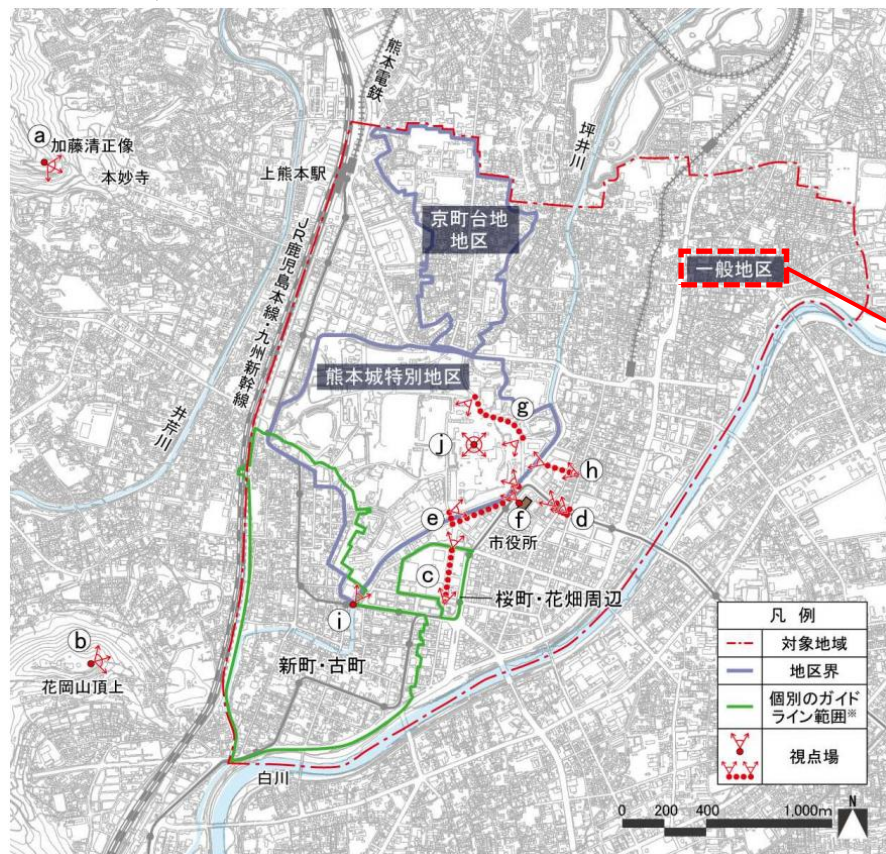 熊本電鉄
坪井川
ⓐ
加藤清正像
本妙寺
上熊本駅
京町台地
地区
一般地区
JR鹿児島本線・九州新幹線
井芹川
熊本城特別地区
ⓖ
ⓙ
ⓗ
ⓔ
ⓕ
ⓓ
市役所
ⓒ
桜町・花畑周辺
ⓘ
ⓑ
花岡山頂上
新町・古町
白川
凡 例
対象地域
地区界
個別のガイド
ライン範囲※
視点場
0 200 400 1,000m
N